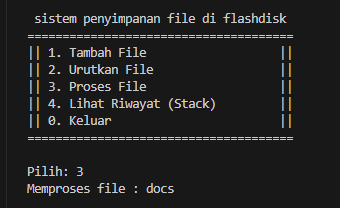 sistem penyimpanan file di flashdisk
======================================
|| 1. Tambah File                   ||
|| 2. Urutkan File                  ||
|| 3. Proses File                   ||
|| 4. Lihat Riwayat (Stack)         ||
|| 0. Keluar                        ||
======================================
Pilih: 3
Memproses file : docs